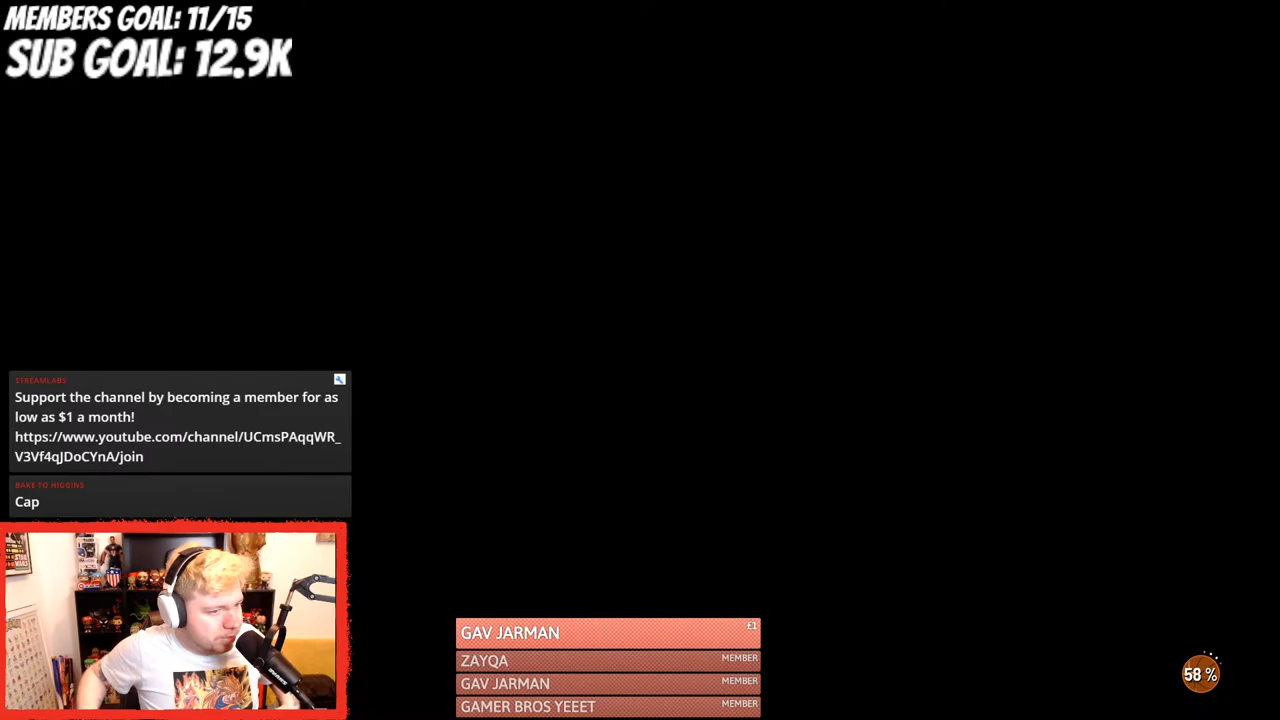 MEMBERS GOAL: 11/15
SUB GOAL: 12.9K
STREAMLABS
Support the channel by becoming a member for as
low as $1 a month!
https://www.youtube.com/channel/UCmsPAqqWR_
V3Vf4qJDoCYnA/join
BAKE TO HIGGINS
Cap
GAV JARMAN £1
ZAYQA MEMBER
GAV JARMAN MEMBER
GAMER BROS YEEET MEMBER
58 %